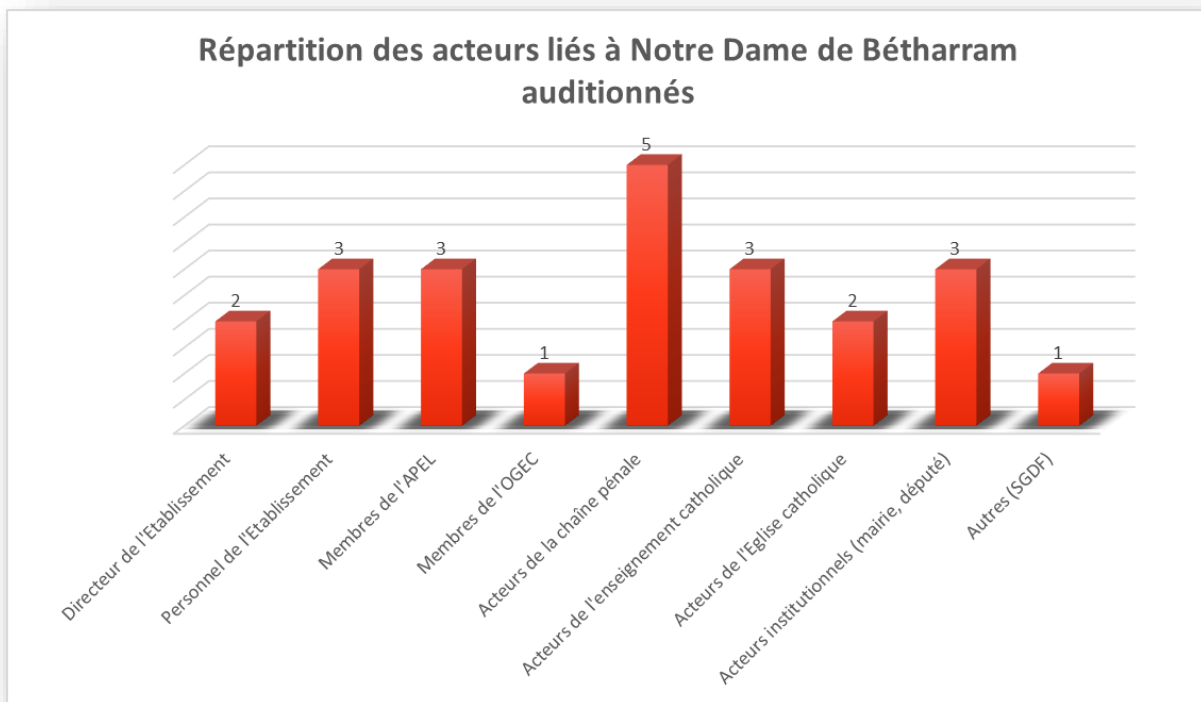 Répartition des acteurs liés à Notre Dame de Bétharram
auditionnés
2
3
3
1
5
3
2
3
1
Directeur de l'Etablissement
Personnel de l'Etablissement
Membres de l'APEL
Membres de l'OGEC
Acteurs de la chaîne pénale
Acteurs de l'enseignement catholique
Acteurs de l'Eglise catholique
Acteurs institutionnels (mairie, député)
Autres (SGDF)